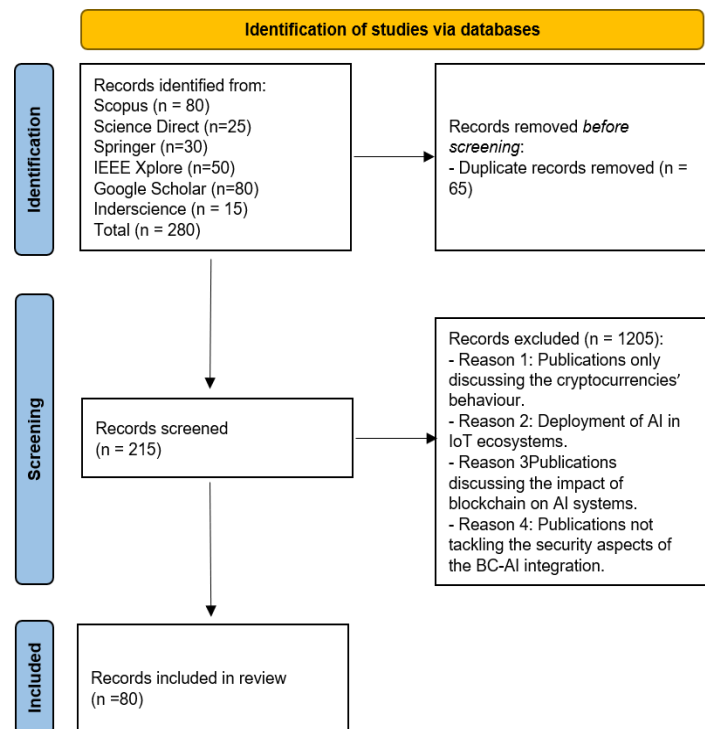 Identification of studies via databases
Identification
Records identified from:
Scopus (n = 80)
Science Direct (n=25)
Springer (n=30)
IEEE Xplore (n=50)
Google Scholar (n=80)
Inderscience (n = 15)
Total (n = 280)
Records removed before
screening:
- Duplicate records removed (n =
65)
Screening
Records screened
(n = 215)
Records excluded (n = 1205):
- Reason 1: Publications only
discussing the cryptocurrencies’
behaviour.
- Reason 2: Deployment of AI in
IoT ecosystems.
- Reason 3Publications
discussing the impact of
blockchain on AI systems.
- Reason 4: Publications not
tackling the security aspects of
the BC-AI integration.
Included
Records included in review
(n =80)